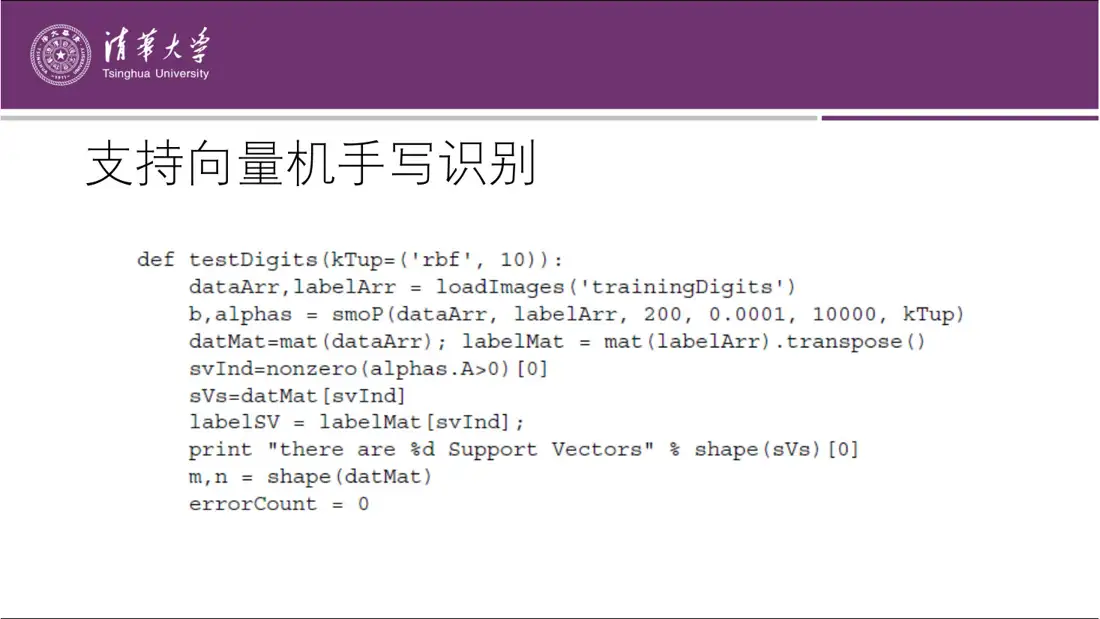 清华大学
Tsinghua University
支持向量机手写识别
def testDigits(kTup=('rbf', 10)):
dataArr,labelArr = loadImages('trainingDigits')
b,alphas = smoP(dataArr, labelArr, 200, 0.0001, 10000, kTup)
datMat=mat(dataArr); labelMat = mat(labelArr).transpose()
svInd=nonzero(alphas.A>0)[0]
sVs=datMat[svInd]
labelSV = labelMat[svInd];
print "there are %d Support Vectors" % shape(sVs)[0]
m,n = shape(datMat)
errorCount = 0